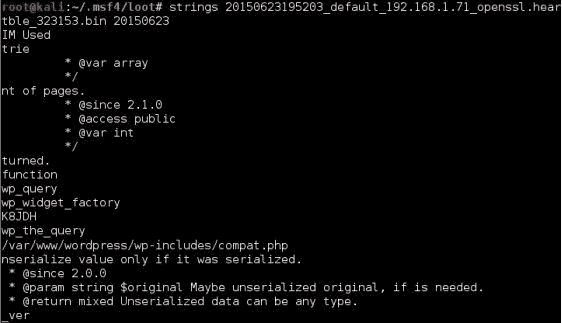 root@kali:~/.msf4/loot# strings 20150623195203_default_192.168.1.71_openssl.hear
tble_323153.bin 20150623
IM Used
trie
* @var array
*/
nt of pages.
* @since 2.1.0
* @access public
* @var int
*/
turned.
function
wp_query
wp_widget_factory
K8JDH
wp_the_query
/var/www/wordpress/wp-includes/compat.php
nserialize value only if it was serialized.
* @since 2.0.0
* @param string $original Maybe unserialized original, if is needed.
* @return mixed Unserialized data can be any type.
_ver